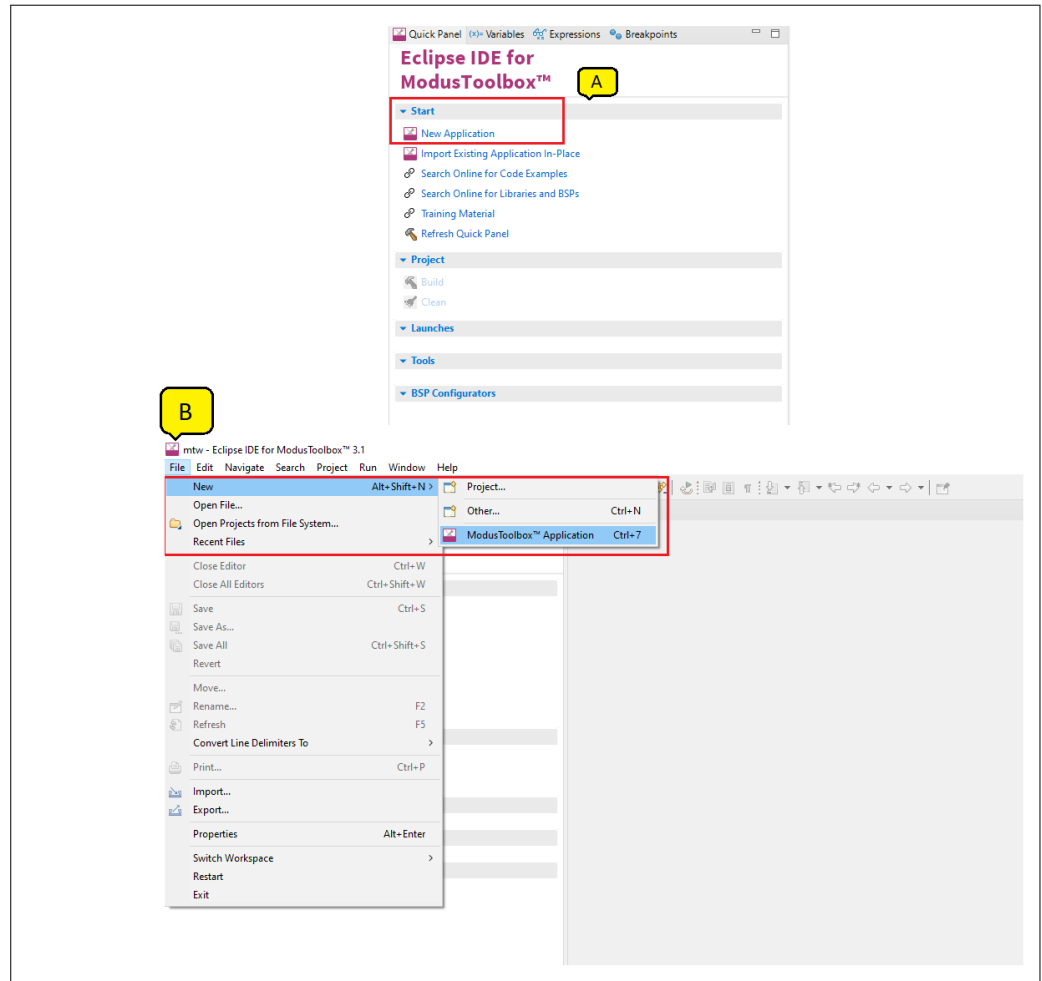 Quick Panel (x)= Variables Expressions Breakpoints
Eclipse IDE for
ModusToolbox™
A
Start
New Application
Import Existing Application In-Place
Search Online for Code Examples
Search Online for Libraries and BSPs
Training Material
Refresh Quick Panel
Project
Build
Clean
Launches
Tools
BSP Configurators
B
mtw - Eclipse IDE for ModusToolbox™ 3.1
File Edit Navigate Search Project Run Window Help
New Alt+Shift+N > Project...
Open File...
Other... Ctrl+N
Open Projects from File System...
ModusToolbox™ Application Ctrl+7
Recent Files >
Close Editor Ctrl+W
Close All Editors Ctrl+Shift+W
Save Ctrl+S
Save As...
Save All Ctrl+Shift+S
Revert
Move...
Rename... F2
Refresh F5
Convert Line Delimiters To >
Print... Ctrl+P
Import...
Export...
Properties Alt+Enter
Switch Workspace >
Restart
Exit